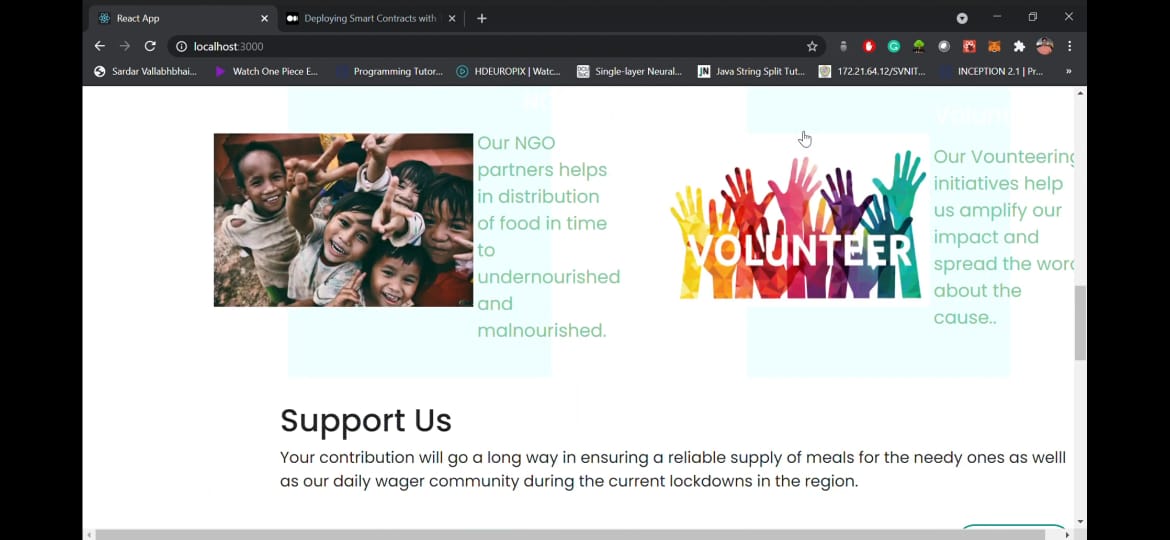 React App
Deploying Smart Contracts with
localhost:3000
Sardar Vallabhbhai...
Watch One Piece E...
Programming Tutor...
HDEUROPIX | Watc...
Single-layer Neural...
JN
Java String Split Tut...
172.21.64.12/SVNIT...
INCEPTION 2.1 | Pr...
»
Our NGO
partners helps
in distribution
of food in time
to
undernourished
and
malnourished.
VOLUNTEER
Our Vounteering
initiatives help
us amplify our
impact and
spread the word
about the
cause..
Support Us
Your contribution will go a long way in ensuring a reliable supply of meals for the needy ones as welll
as our daily wager community during the current lockdowns in the region.